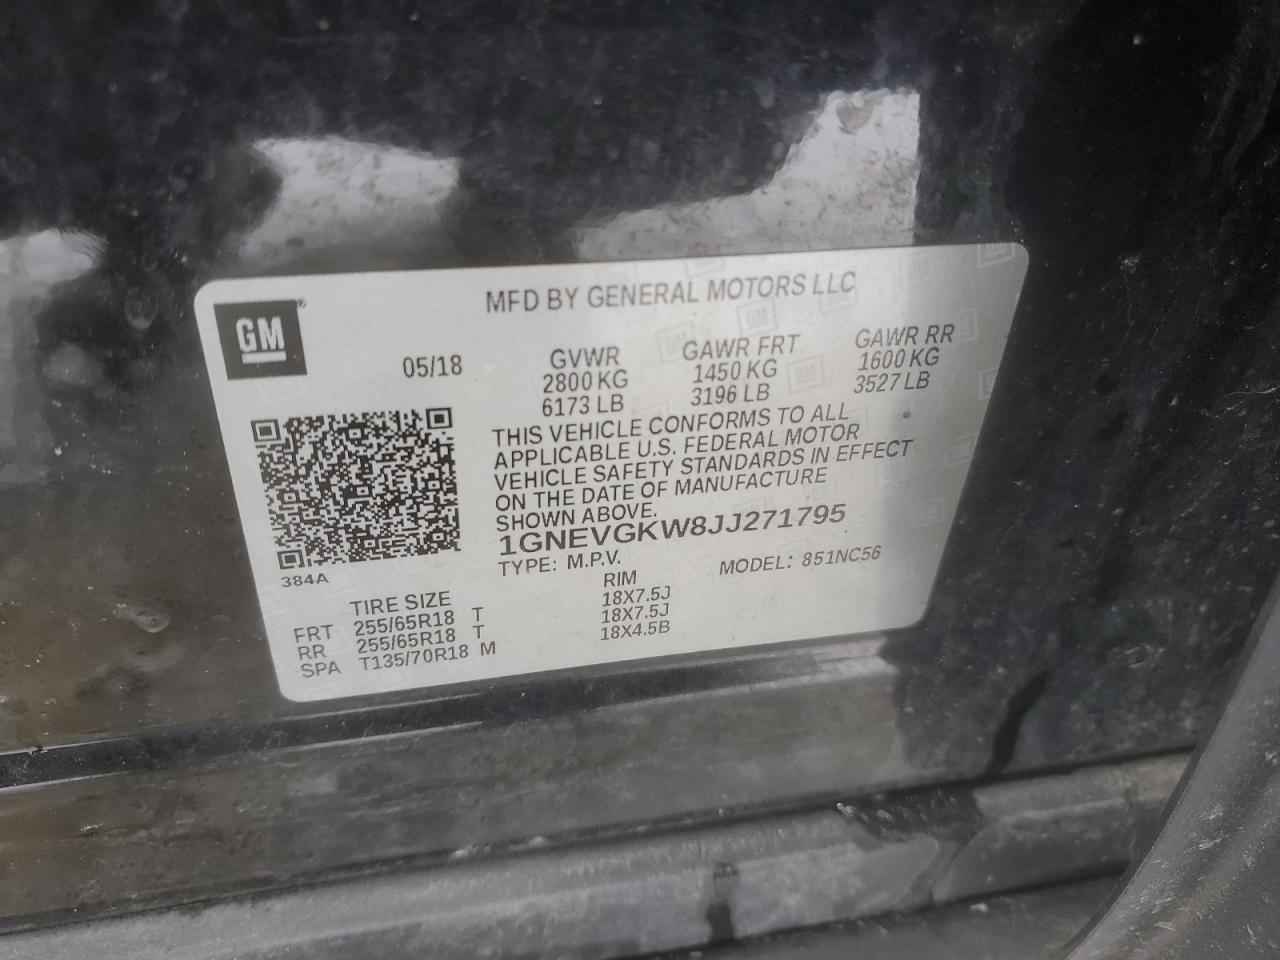 GM
MFD BY GENERAL MOTORS LLC
05/18
GVWR GAWR FRT GAWR RR
2800 KG 1450 KG 1600 KG
6173 LB 3196 LB 3527 LB
THIS VEHICLE CONFORMS TO ALL
APPLICABLE U.S. FEDERAL MOTOR
VEHICLE SAFETY STANDARDS IN EFFECT
ON THE DATE OF MANUFACTURE
SHOWN ABOVE.
1GNEVGKW8JJ271795
TYPE: M.P.V. MODEL: 851NC56
384A
TIRE SIZE RIM
FRT 255/65R18 T 18X7.5J
RR 255/65R18 T 18X7.5J
SPA T135/70R18 M 18X4.5B